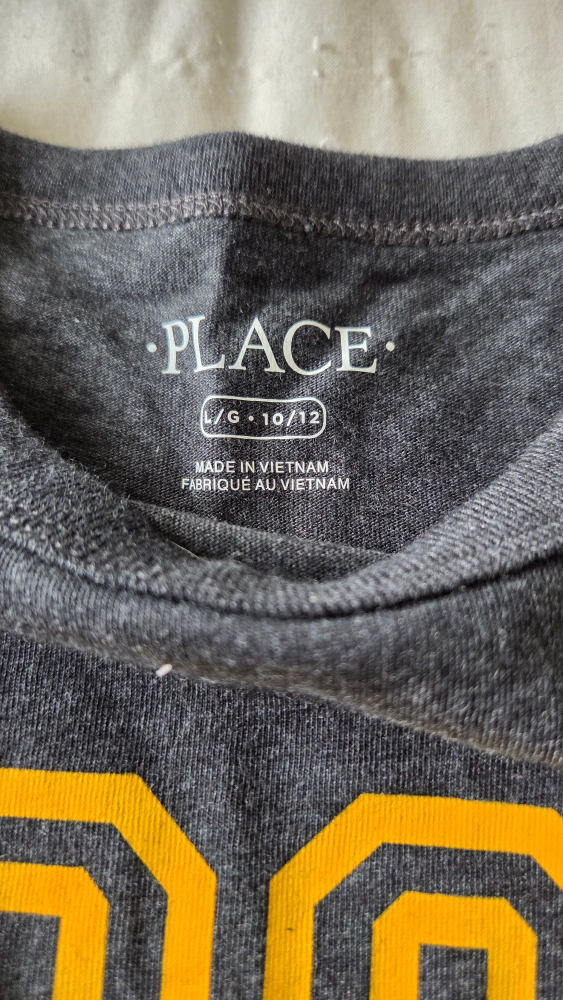 ·PLACE·
L/G · 10/12
MADE IN VIETNAM
FABRIQUÉ AU VIETNAM